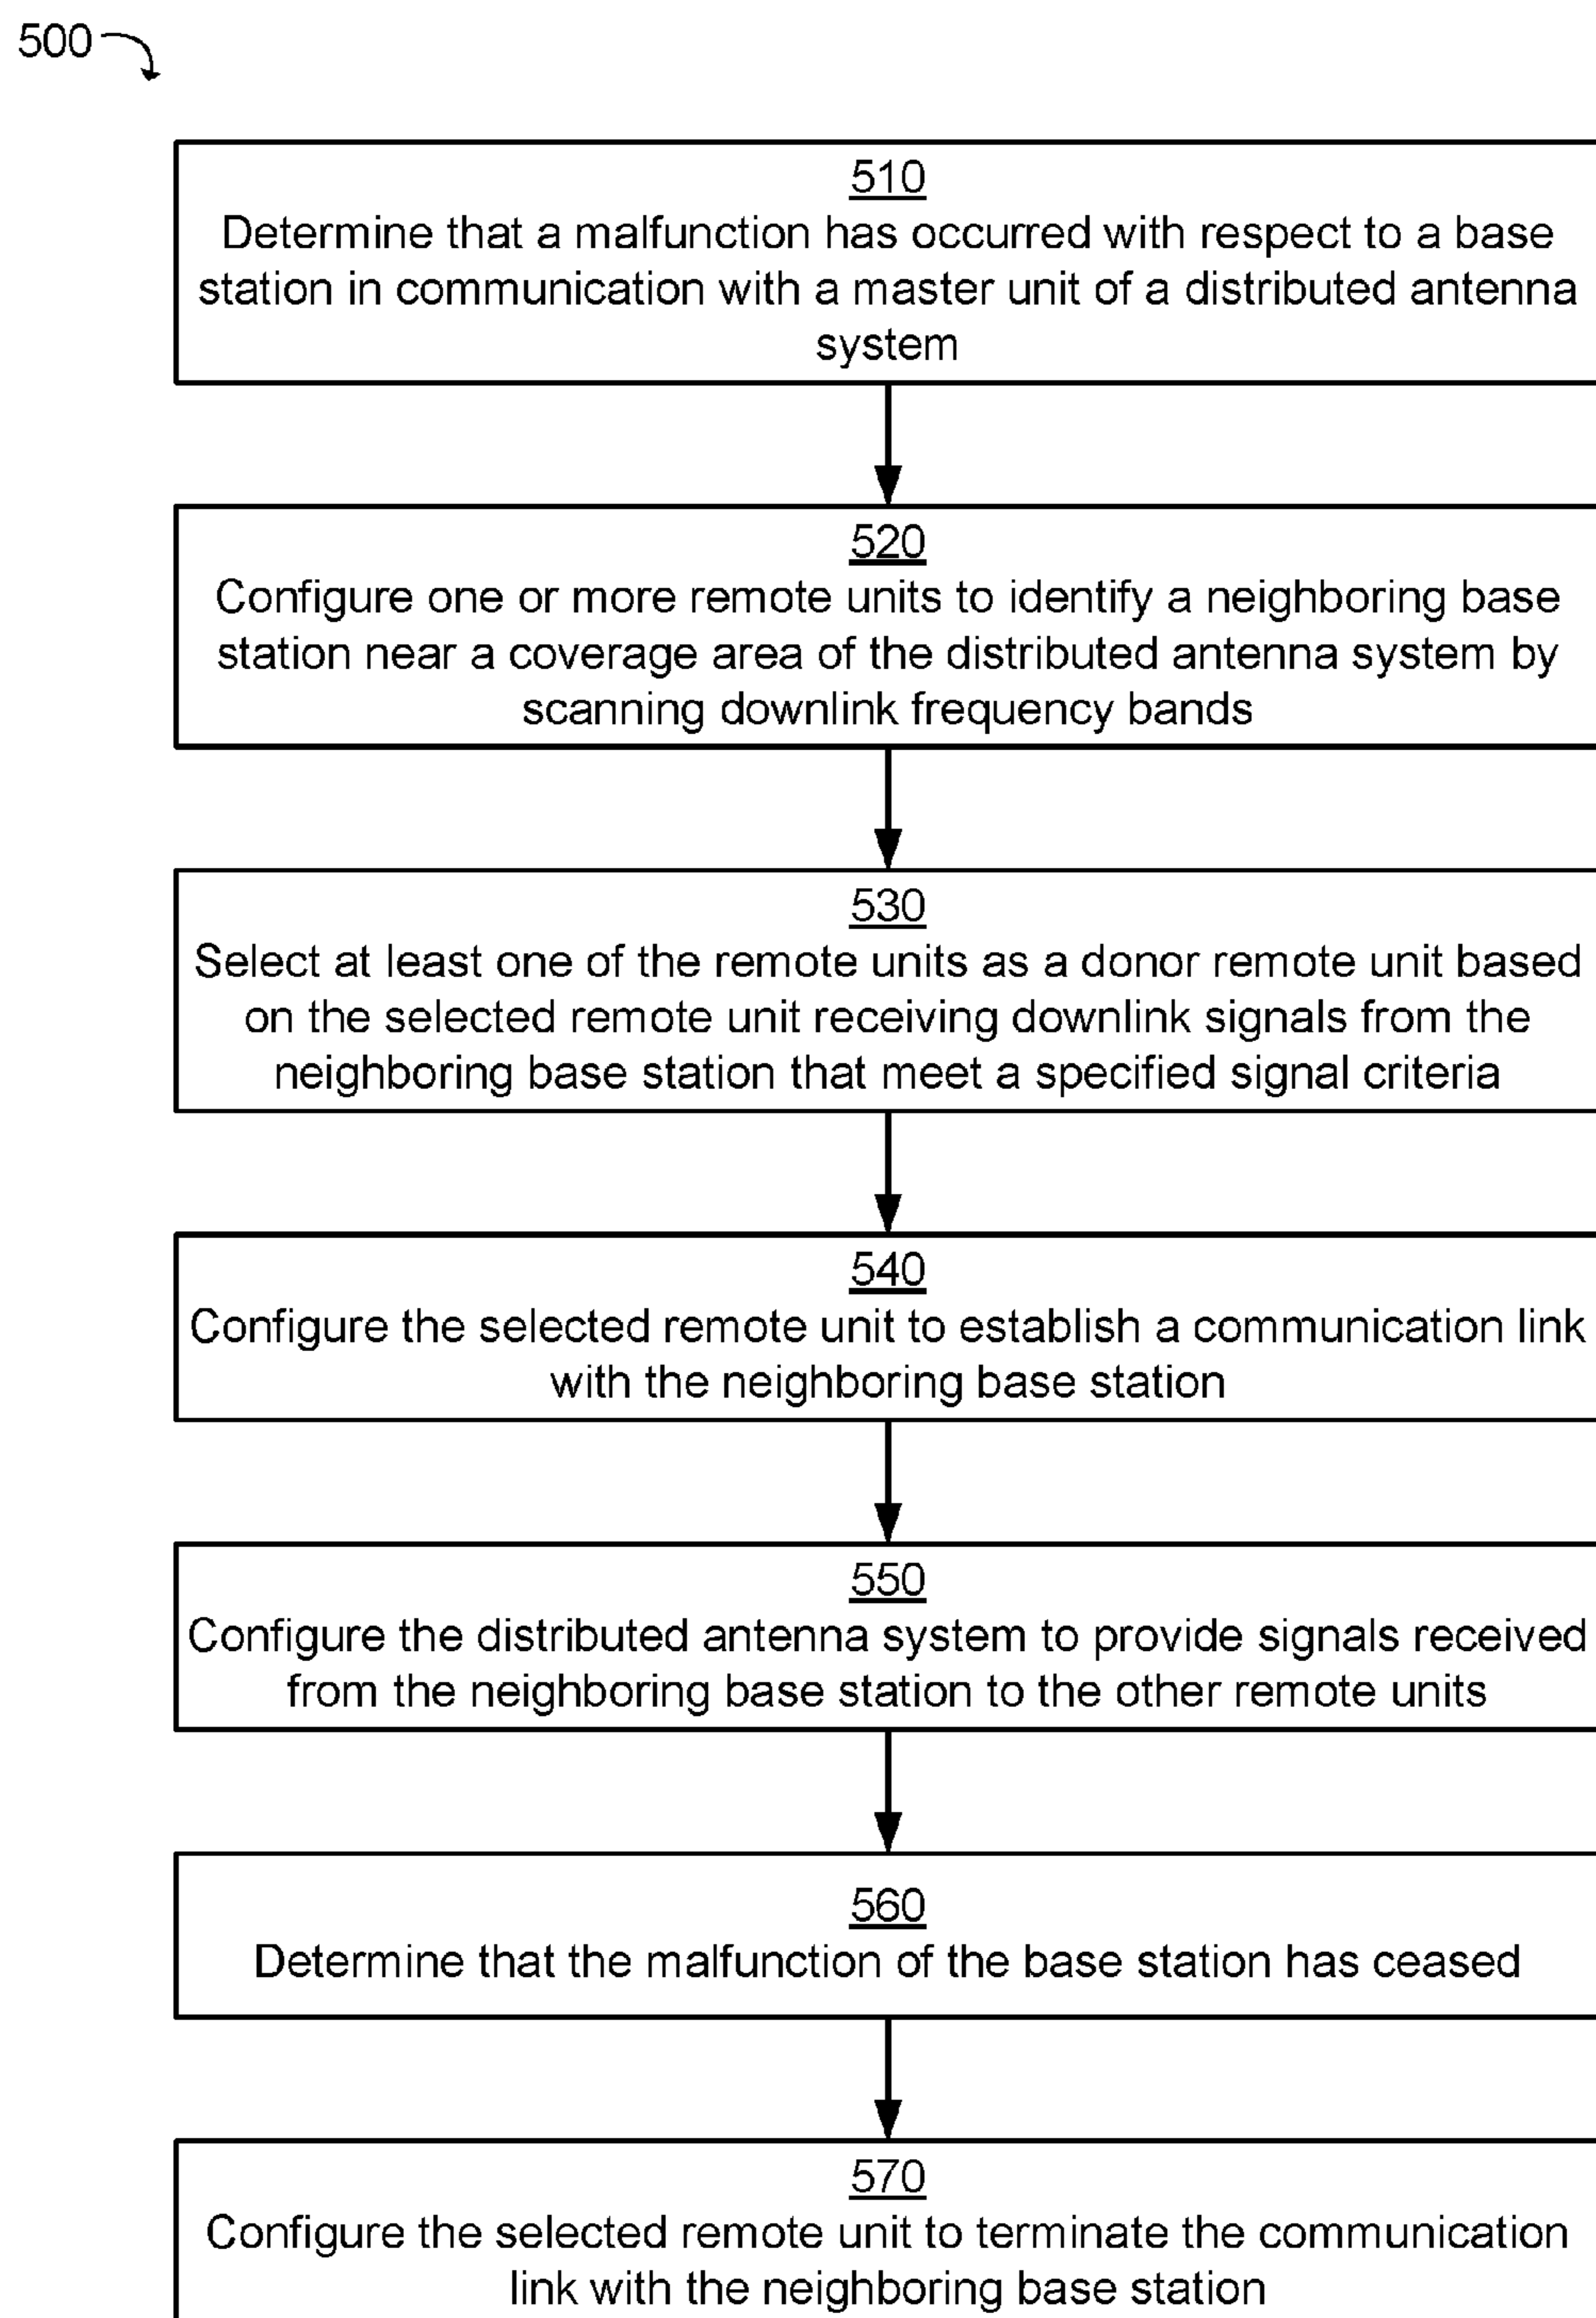 500
510
Determine that a malfunction has occurred with respect to a base
station in communication with a master unit of a distributed antenna
system
520
Configure one or more remote units to identify a neighboring base
station near a coverage area of the distributed antenna system by
scanning downlink frequency bands
530
Select at least one of the remote units as a donor remote unit based
on the selected remote unit receiving downlink signals from the
neighboring base station that meet a specified signal criteria
540
Configure the selected remote unit to establish a communication link
with the neighboring base station
550
Configure the distributed antenna system to provide signals received
from the neighboring base station to the other remote units
560
Determine that the malfunction of the base station has ceased
570
Configure the selected remote unit to terminate the communication
link with the neighboring base station